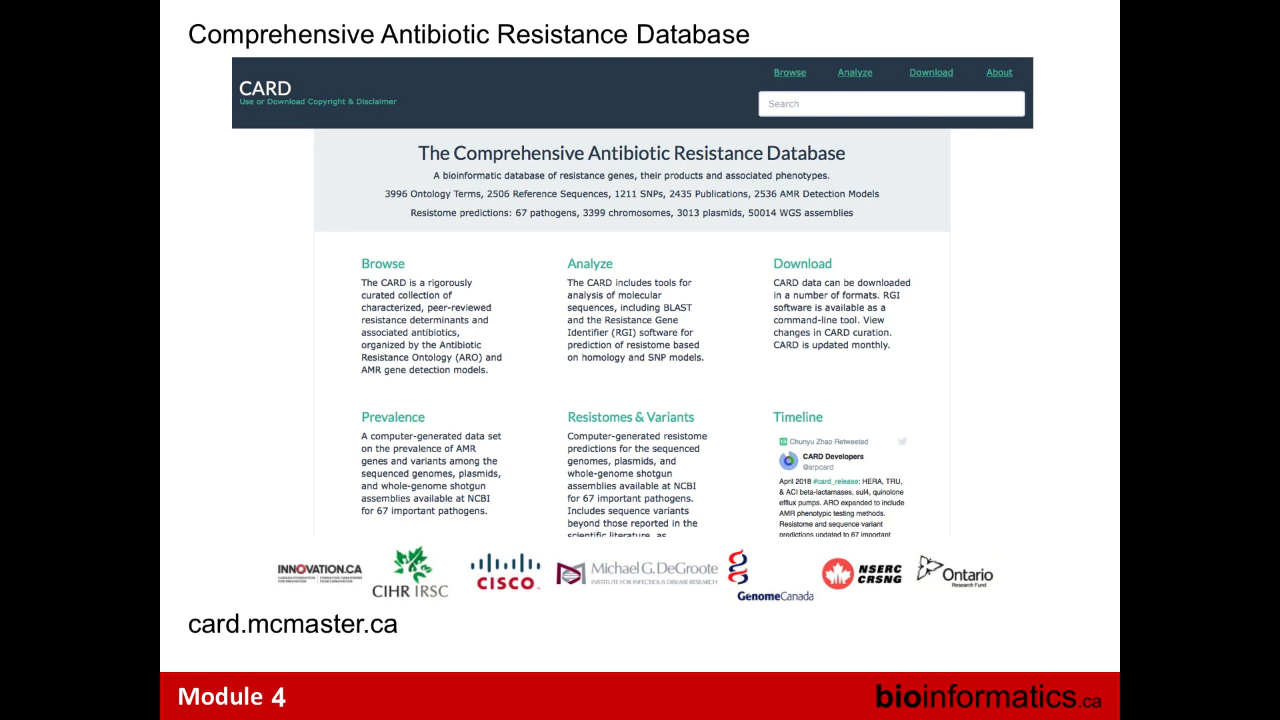 Comprehensive Antibiotic Resistance Database
CARD
Use or Download Copyright & Disclaimer
Browse
Analyze
Download
About
Search
The Comprehensive Antibiotic Resistance Database
A bioinformatic database of resistance genes, their products and associated phenotypes.
3996 Ontology Terms, 2506 Reference Sequences, 1211 SNPs, 2435 Publications, 2536 AMR Detection Models
Resistome predictions: 67 pathogens, 3399 chromosomes, 3013 plasmids, 50014 WGS assemblies
Browse
The CARD is a rigorously
curated collection of
characterized, peer-reviewed
resistance determinants and
associated antibiotics,
organized by the Antibiotic
Resistance Ontology (ARO) and
AMR gene detection models.
Analyze
The CARD includes tools for
analysis of molecular
sequences, including BLAST
and the Resistance Gene
Identifier (RGI) software for
prediction of resistome based
on homology and SNP models.
Download
CARD data can be downloaded
in a number of formats. RGI
software is available as a
command-line tool. View
changes in CARD curation.
CARD is updated monthly.
Prevalence
A computer-generated data set
on the prevalence of AMR
genes and variants among the
sequenced genomes, plasmids,
and whole-genome shotgun
assemblies available at NCBI
for 67 important pathogens.
Resistomes & Variants
Computer-generated resistome
predictions for the sequenced
genomes, plasmids, and
whole-genome shotgun
assemblies available at NCBI
for 67 important pathogens.
Includes sequence variants
beyond those reported in the
scientific literature, as
Timeline
Chunyu Zhao Retweeted
CARD Developers
@arpcard
April 2018 #card_release: HERA, TRU,
& ACI beta-lactamases, sul4, quinolone
efflux pumps. ARO expanded to include
AMR phenotypic testing methods.
Resistome and sequence variant
predictions updated to 67 important
INNOVATION.CA
CIHR IRSC
CISCO
Michael G. DeGroote
INSTITUTE FOR INFECTIOUS DISEASE RESEARCH
GenomeCanada
NSERC
CRSNG
Ontario
Research Fund
card.mcmaster.ca
Module 4
bioinformatics.ca